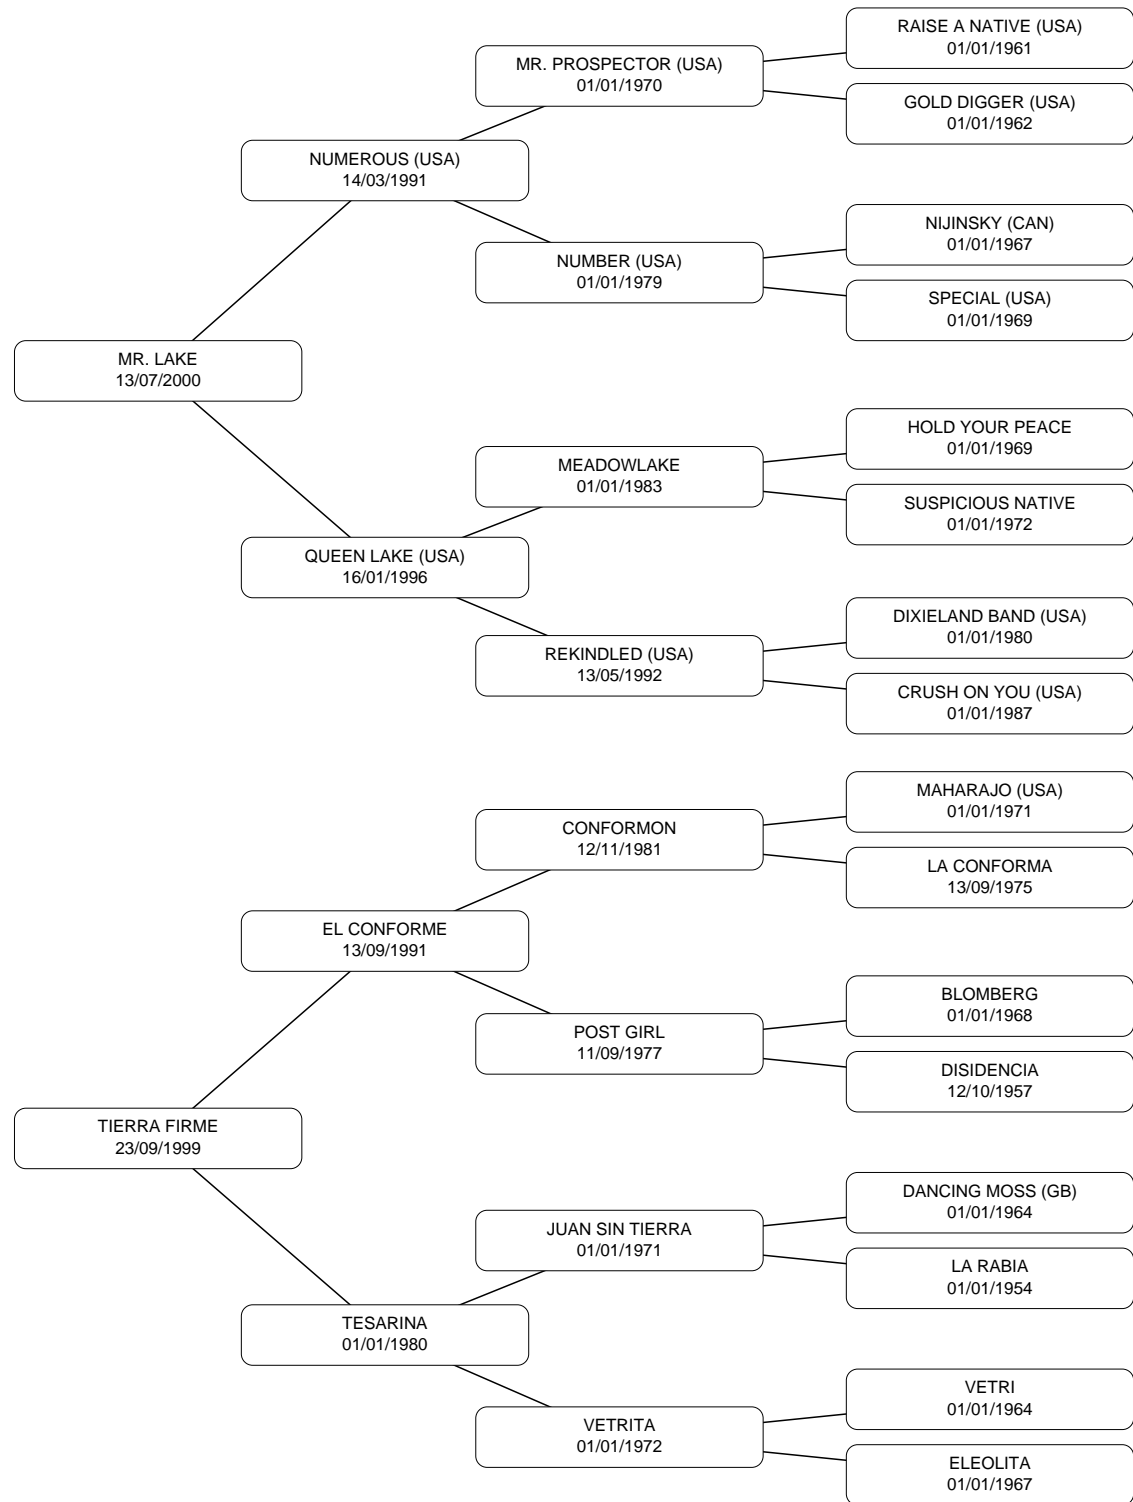 RAISE A NATIVE (USA)
01/01/1961
MR. PROSPECTOR (USA)
01/01/1970
GOLD DIGGER (USA)
01/01/1962
NUMEROUS (USA)
14/03/1991
NIJINSKY (CAN)
01/01/1967
NUMBER (USA)
01/01/1979
SPECIAL (USA)
01/01/1969
MR. LAKE
13/07/2000
HOLD YOUR PEACE
01/01/1969
MEADOWLAKE
01/01/1983
SUSPICIOUS NATIVE
01/01/1972
QUEEN LAKE (USA)
16/01/1996
DIXIELAND BAND (USA)
01/01/1980
REKINDLED (USA)
13/05/1992
CRUSH ON YOU (USA)
01/01/1987
MAHARAJO (USA)
01/01/1971
CONFORMON
12/11/1981
LA CONFORMA
13/09/1975
EL CONFORME
13/09/1991
BLOMBERG
01/01/1968
POST GIRL
11/09/1977
DISIDENCIA
12/10/1957
TIERRA FIRME
23/09/1999
DANCING MOSS (GB)
01/01/1964
JUAN SIN TIERRA
01/01/1971
LA RABIA
01/01/1954
TESARINA
01/01/1980
VETRI
01/01/1964
VETRITA
01/01/1972
ELEOLITA
01/01/1967